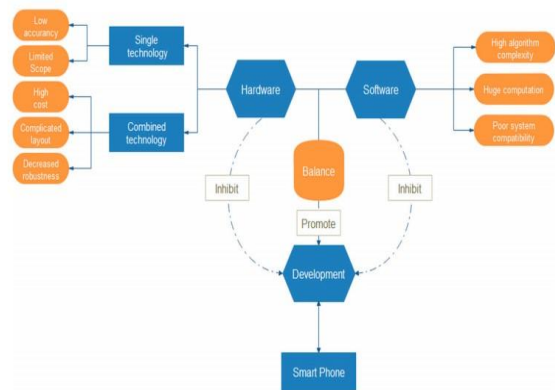 Low
accurancy
Limited
Scope
High
cost
Complicated
layout
Decreased
robustness
Single
technology
Combined
technology
Hardware
Software
High algorithm
complexity
Huge computation
Poor system
compatibility
Balance
Inhibit
Inhibit
Promote
Development
Smart Phone